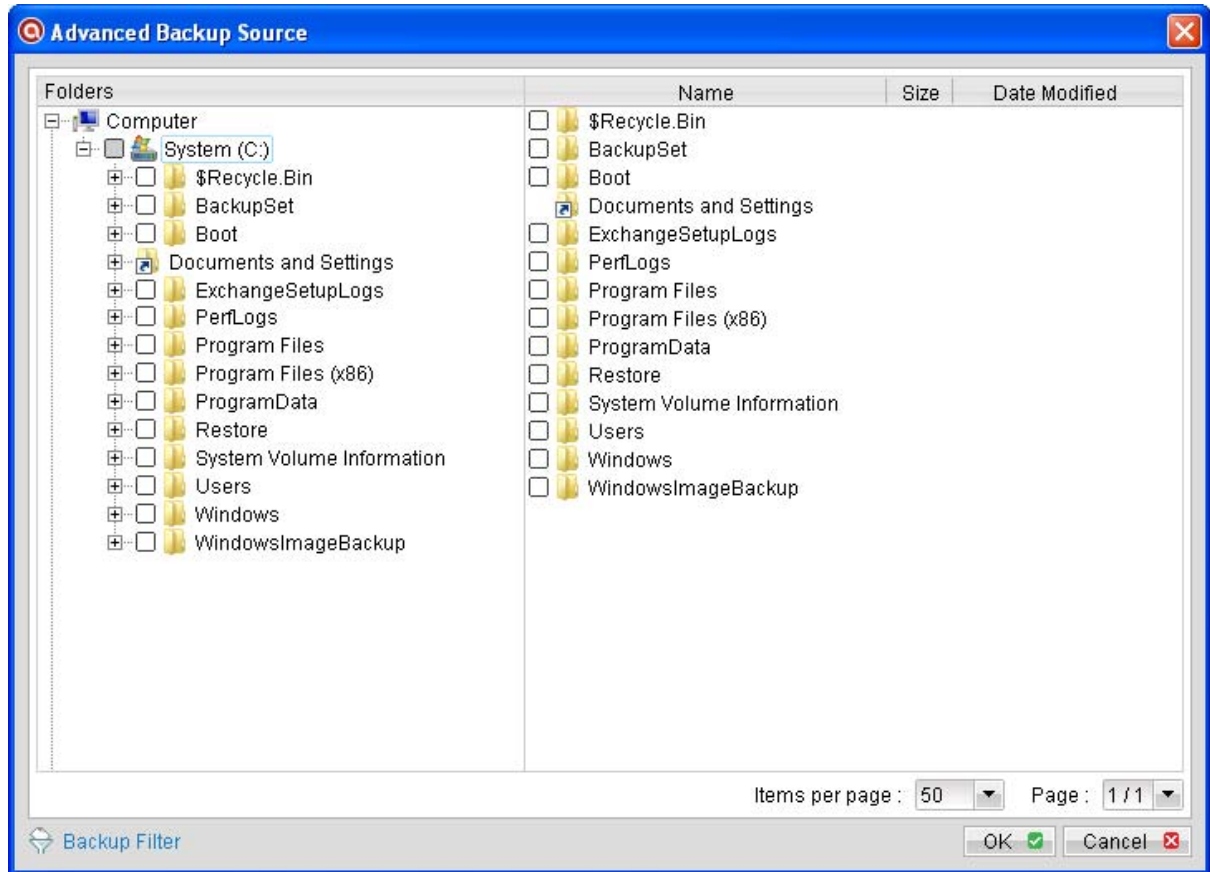 Advanced Backup Source
Folders
Name Size Date Modified
Computer
System (C:)
$Recycle.Bin
BackupSet
Boot
Documents and Settings
ExchangeSetupLogs
PerfLogs
Program Files
Program Files (x86)
ProgramData
Restore
System Volume Information
Users
Windows
WindowsImageBackup
$Recycle.Bin
BackupSet
Boot
Documents and Settings
ExchangeSetupLogs
PerfLogs
Program Files
Program Files (x86)
ProgramData
Restore
System Volume Information
Users
Windows
WindowsImageBackup
Items per page : 50 Page : 1 / 1
Backup Filter
OK Cancel